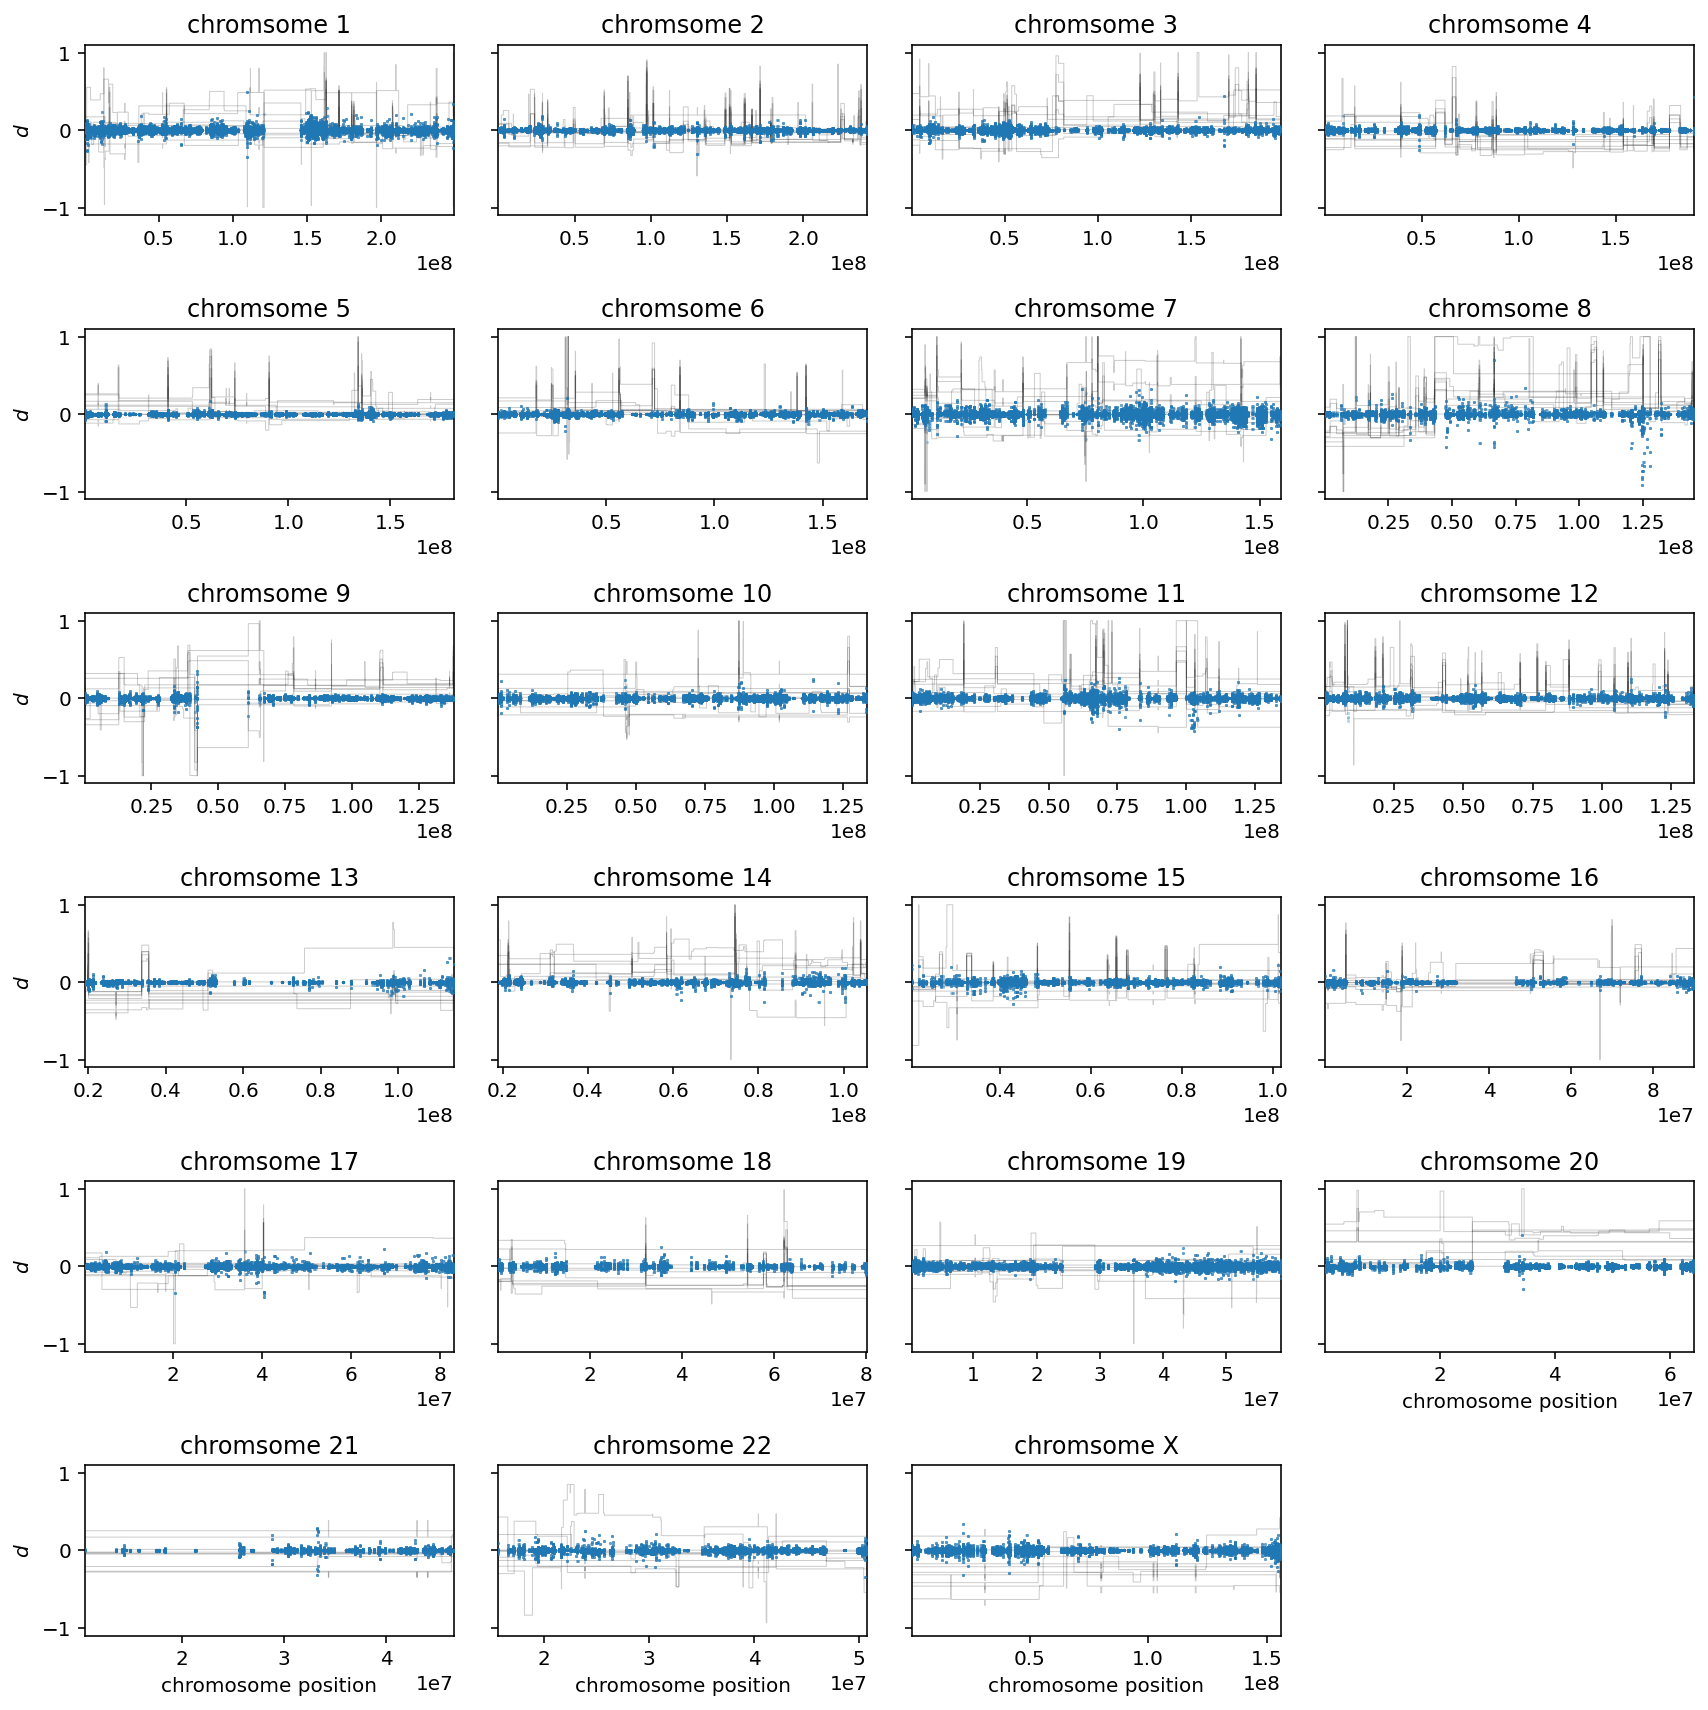 chromsome 1 chromsome 2 chromsome 3 chromsome 4
1
0
−1
d
0.5 1.0 1.5 2.0 0.5 1.0 1.5 2.0 0.5 1.0 1.5 0.5 1.0 1.5
1e8 1e8 1e8 1e8
chromsome 5 chromsome 6 chromsome 7 chromsome 8
1
0
−1
d
0.5 1.0 1.5 0.5 1.0 1.5 0.5 1.0 1.5 0.25 0.50 0.75 1.00 1.25
1e8 1e8 1e8 1e8
chromsome 9 chromsome 10 chromsome 11 chromsome 12
1
0
−1
d
0.25 0.50 0.75 1.00 1.25 0.25 0.50 0.75 1.00 1.25 0.25 0.50 0.75 1.00 1.25 0.25 0.50 0.75 1.00 1.25
1e8 1e8 1e8 1e8
chromsome 13 chromsome 14 chromsome 15 chromsome 16
1
0
−1
d
0.2 0.4 0.6 0.8 1.0 0.2 0.4 0.6 0.8 1.0 0.4 0.6 0.8 1.0 2 4 6 8
1e8 1e8 1e8 1e7
chromsome 17 chromsome 18 chromsome 19 chromsome 20
1
0
−1
d
2 4 6 8 2 4 6 8 1 2 3 4 5 2 4 6
1e7 1e7 1e7 chromosome position 1e7
chromsome 21 chromsome 22 chromsome X
1
0
−1
d
2 3 4 2 3 4 5 0.5 1.0 1.5
chromosome position 1e7 chromosome position 1e7 chromosome position 1e8